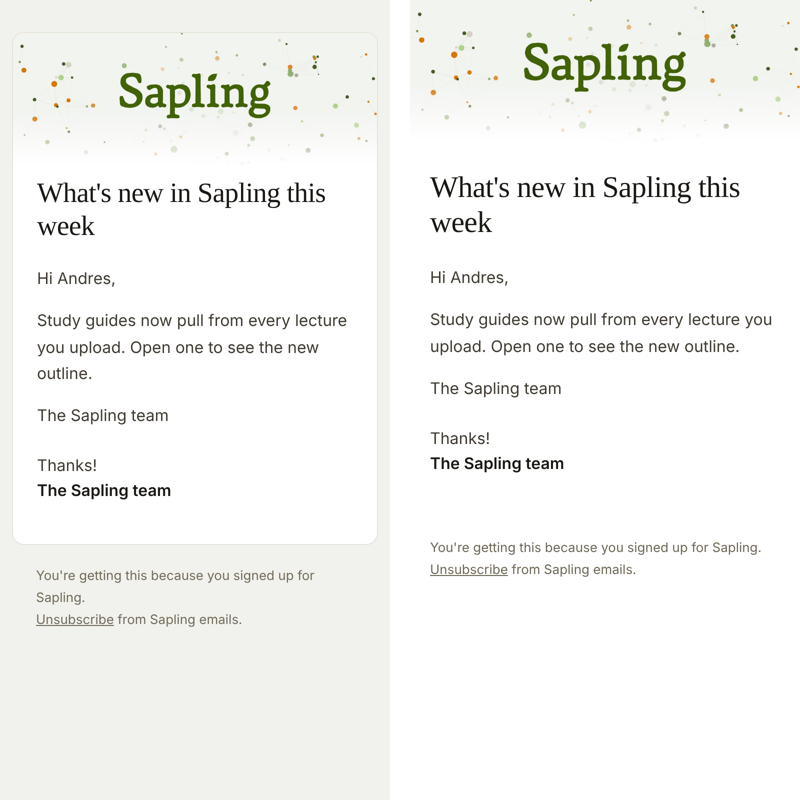 Sapling
What's new in Sapling this
week
Hi Andres,
Study guides now pull from every lecture
you upload. Open one to see the new
outline.
The Sapling team
Thanks!
The Sapling team
You're getting this because you signed up for
Sapling.
Unsubscribe from Sapling emails.
Sapling
What's new in Sapling this
week
Hi Andres,
Study guides now pull from every lecture you
upload. Open one to see the new outline.
The Sapling team
Thanks!
The Sapling team
You're getting this because you signed up for Sapling.
Unsubscribe from Sapling emails.